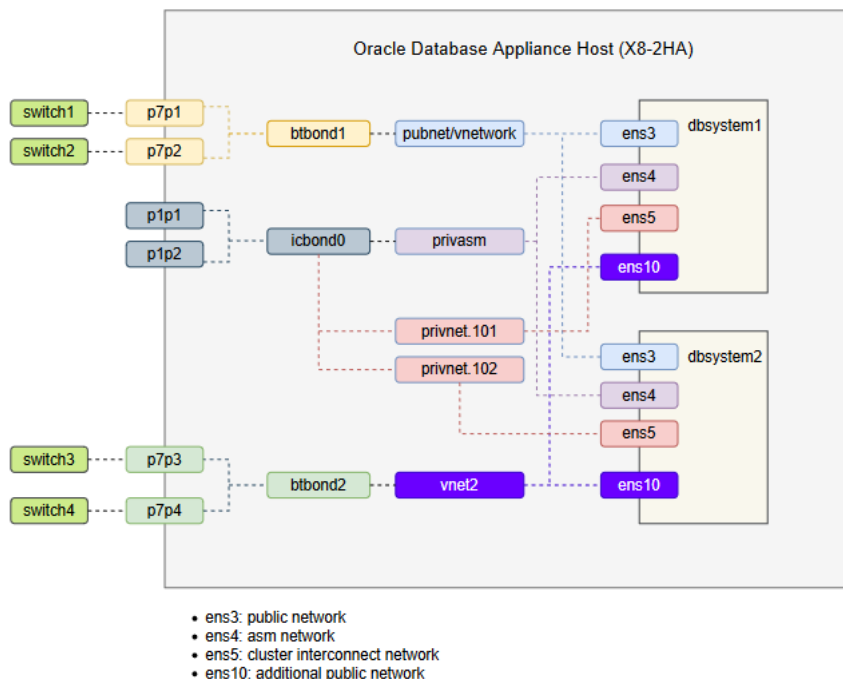 Oracle Database Appliance Host (X8-2HA)
switch1 p7p1 btbond1 pubnet/vnetwork ens3 dbsystem1
switch2 p7p2
ens4
p1p1 ens5
icbond0 privasm
p1p2 ens10
privnet.101
privnet.102 ens3 dbsystem2
ens4
ens5
switch3 p7p3
btbond2 vnet2 ens10
switch4 p7p4
• ens3: public network
• ens4: asm network
• ens5: cluster interconnect network
• ens10: additional public network